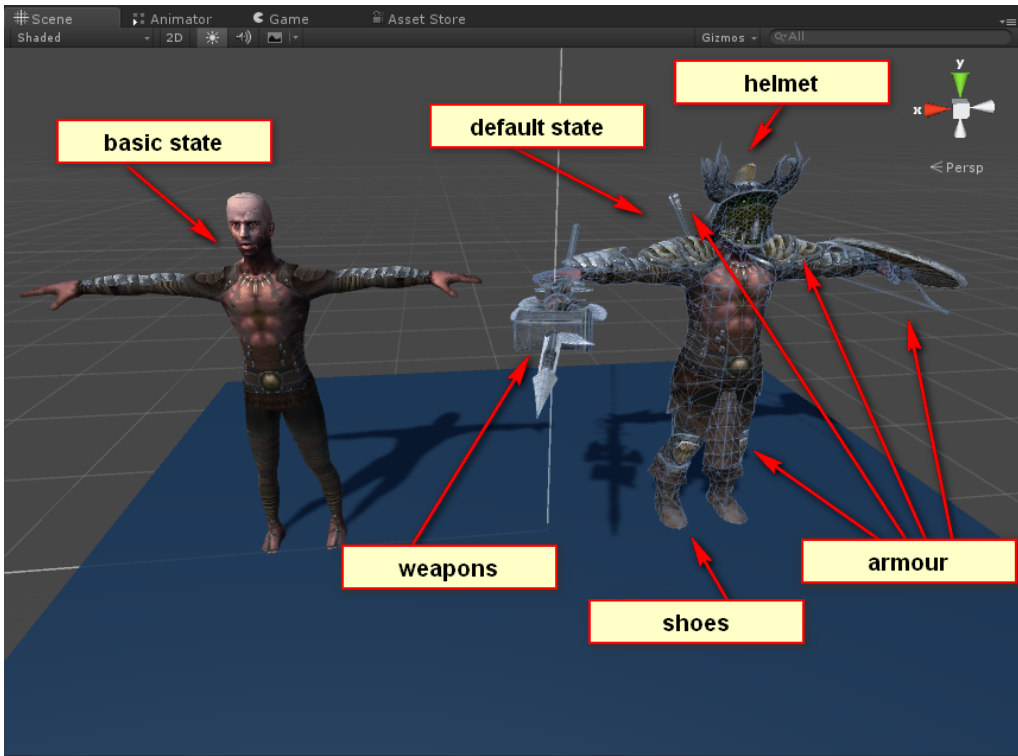 Scene Animator Game Asset Store
Shaded 2D Gizmos All
y
helmet
default state
x
basic state
Persp
weapons
armour
shoes